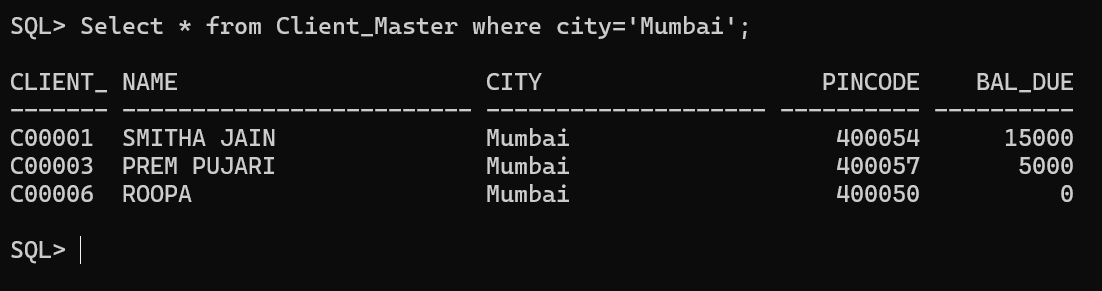 SQL> Select * from Client_Master where city='Mumbai';
CLIENT_ NAME                      CITY                    PINCODE    BAL_DUE
------- ------------------------- -------------------- ---------- ----------
C00001  SMITHA JAIN               Mumbai                   400054      15000
C00003  PREM PUJARI               Mumbai                   400057       5000
C00006  ROOPA                     Mumbai                   400050          0
SQL>